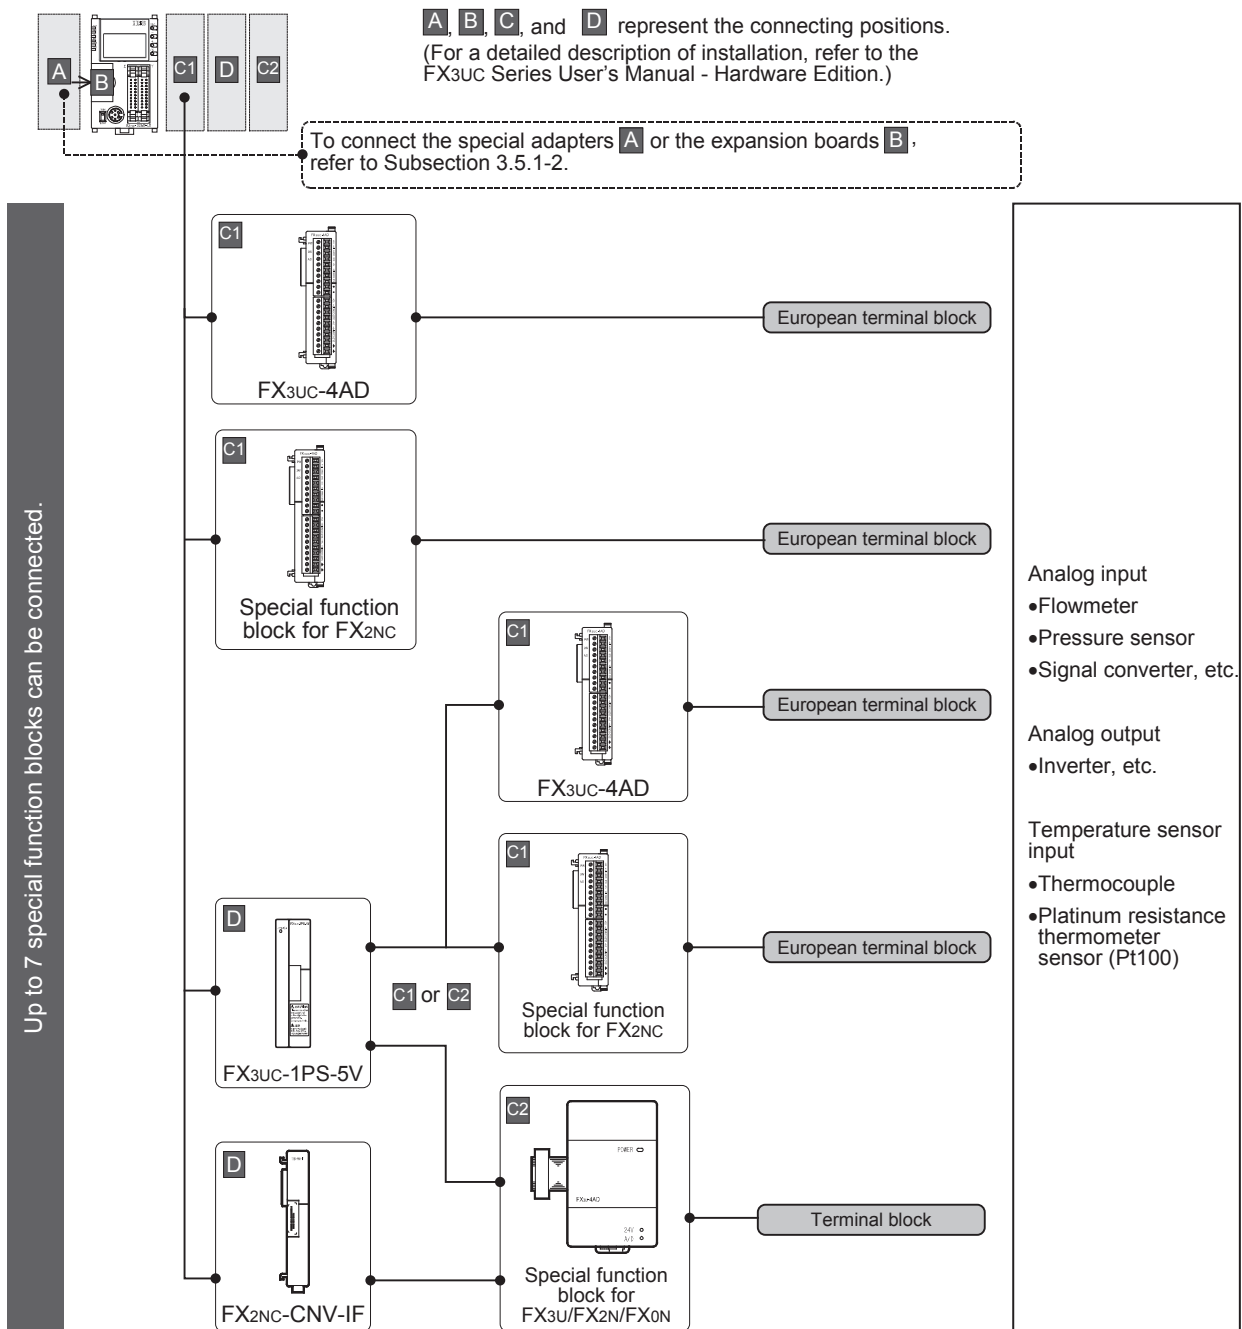 A, B, C, and D represent the connecting positions.
(For a detailed description of installation, refer to the
FX3UC Series User's Manual - Hardware Edition.)
A
B
C1
D
C2
To connect the special adapters A or the expansion boards B,
refer to Subsection 3.5.1-2.
Up to 7 special function blocks can be connected.
C1
FX3UC-4AD
European terminal block
C1
Special function
block for FX2NC
European terminal block
C1
FX3UC-4AD
European terminal block
C1
Special function
block for FX2NC
European terminal block
D
FX3UC-1PS-5V
C1 or C2
D
FX2NC-CNV-IF
C2
POWER
FX3U-4AD
24V
A/D
Special function
block for
FX3U/FX2N/FX0N
Terminal block
Analog input
•Flowmeter
•Pressure sensor
•Signal converter, etc.
Analog output
•Inverter, etc.
Temperature sensor
input
•Thermocouple
•Platinum resistance
thermometer
sensor (Pt100)